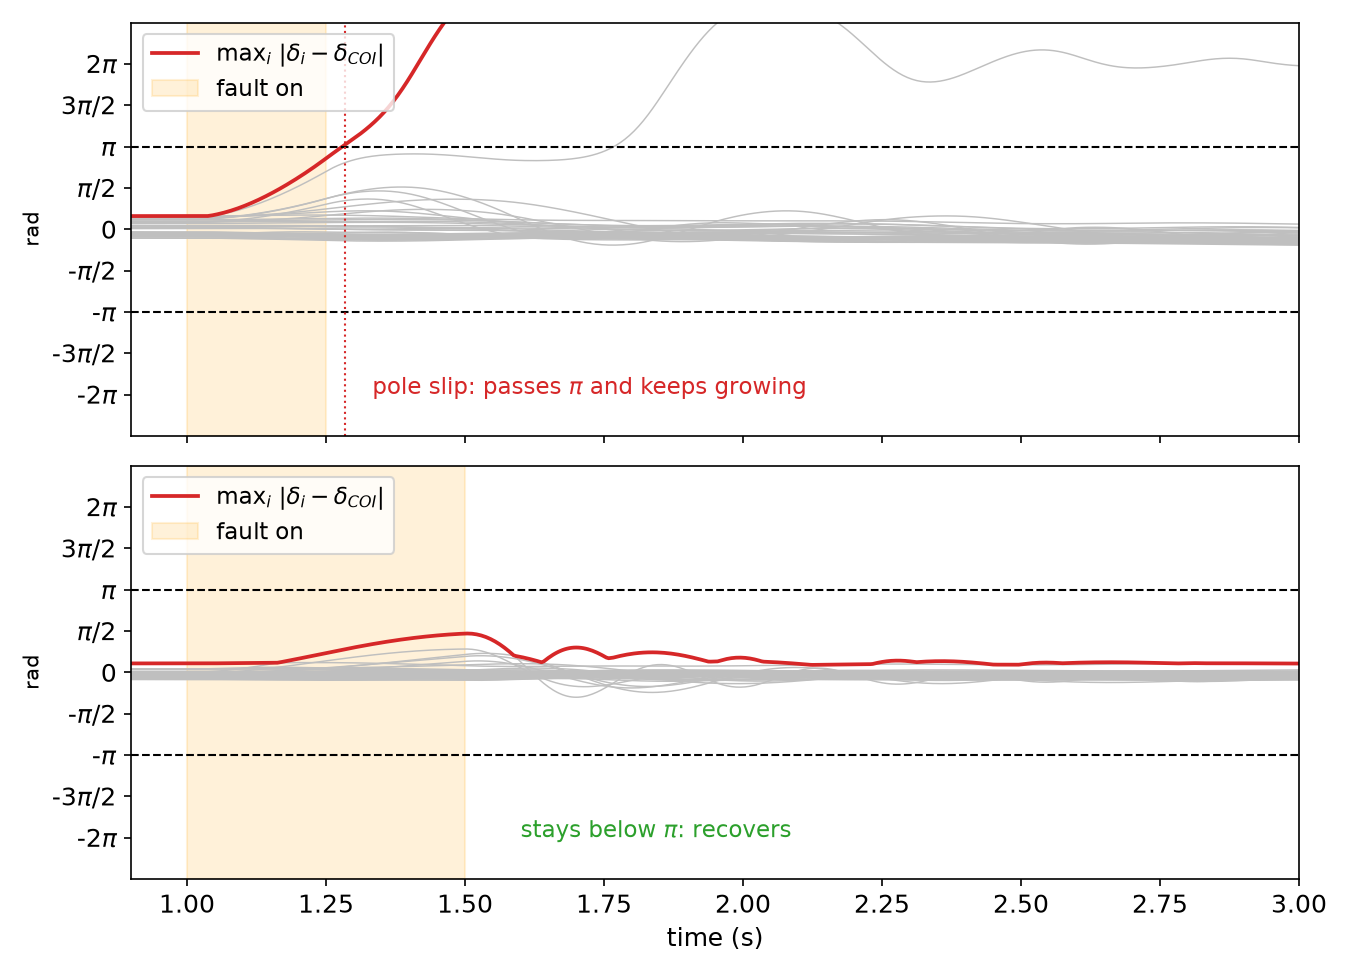 max_i |δ_i − δ_COI|
fault on
2π
3π/2
π
π/2
0
-π/2
-π
-3π/2
-2π
rad
pole slip: passes π and keeps growing
max_i |δ_i − δ_COI|
fault on
2π
3π/2
π
π/2
0
-π/2
-π
-3π/2
-2π
rad
stays below π: recovers
1.00 1.25 1.50 1.75 2.00 2.25 2.50 2.75 3.00
time (s)